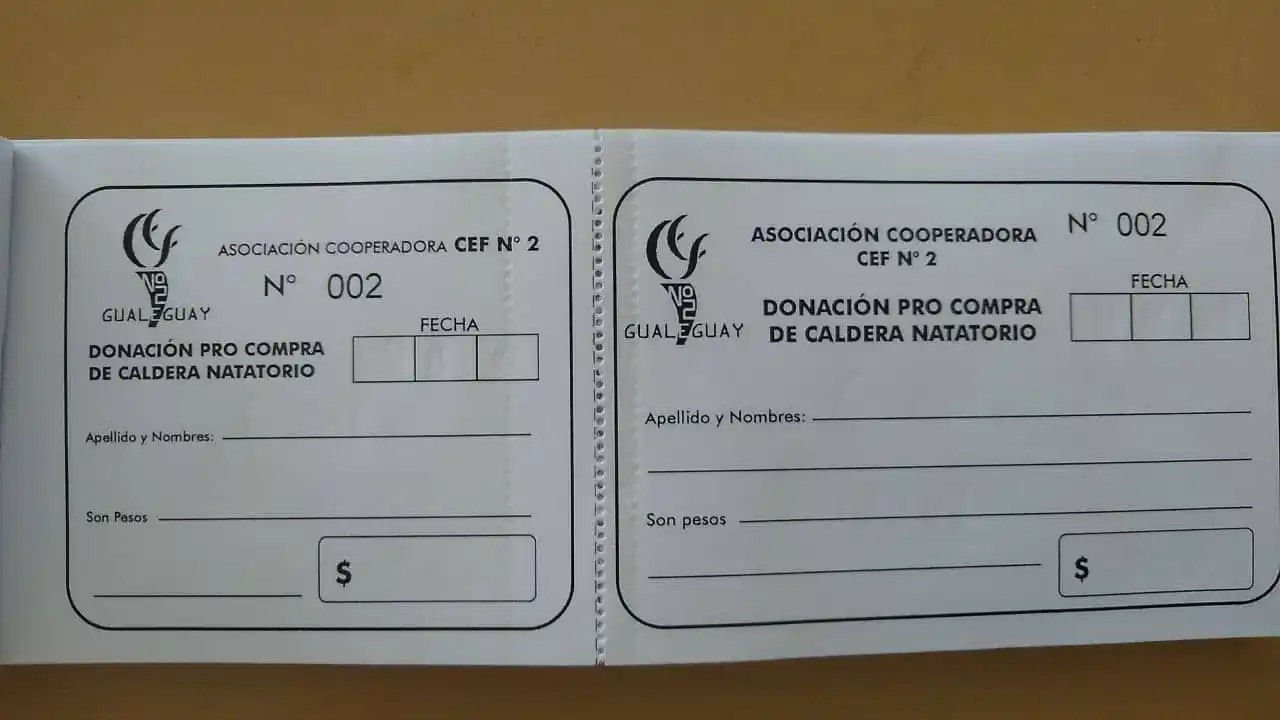 CEF
Nº 2
GUALEGUAY
ASOCIACIÓN COOPERADORA CEF Nº 2
Nº 002
FECHA
DONACIÓN PRO COMPRA
DE CALDERA NATATORIO
Apellido y Nombres:
Son Pesos
$
CEF
Nº 2
GUALEGUAY
ASOCIACIÓN COOPERADORA
CEF Nº 2
Nº 002
FECHA
DONACIÓN PRO COMPRA
DE CALDERA NATATORIO
Apellido y Nombres:
Son pesos
$